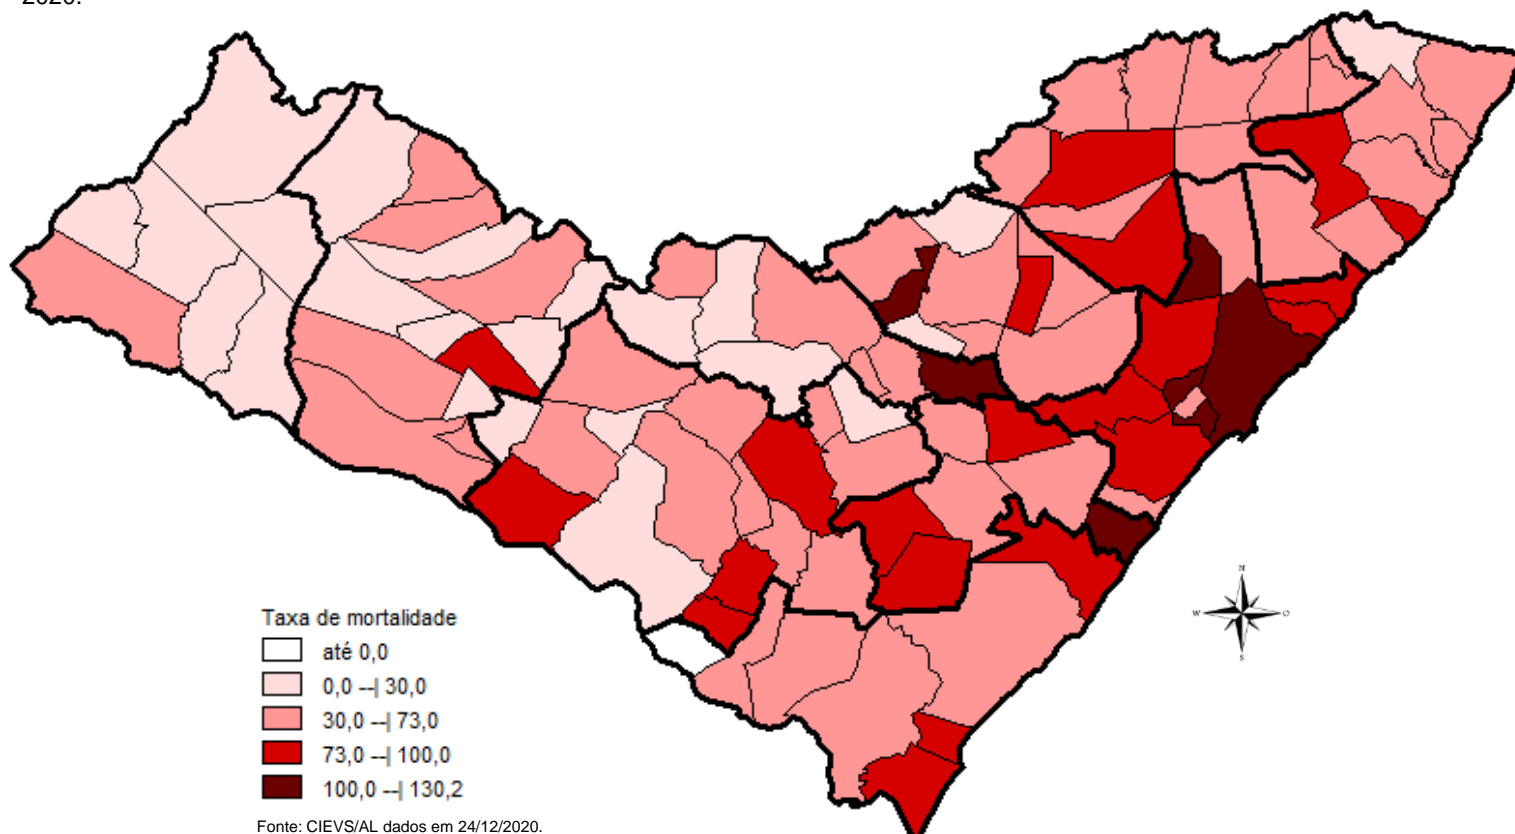 2020.
N
W O
S
Taxa de mortalidade
até 0,0
0,0 --| 30,0
30,0 --| 73,0
73,0 --| 100,0
100,0 --| 130,2
Fonte: CIEVS/AL dados em 24/12/2020.